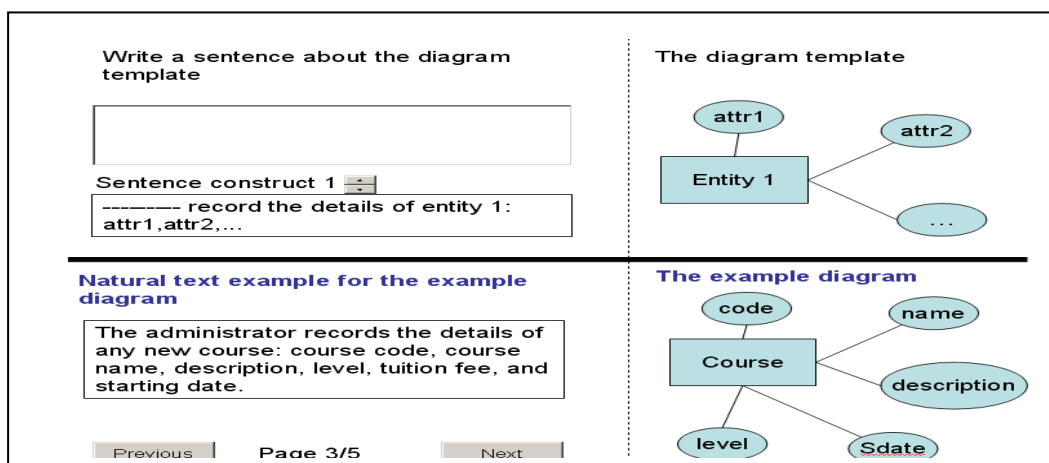 Write a sentence about the diagram
template
Sentence construct 1
---------- record the details of entity 1:
attr1,attr2,...
The diagram template
attr1
attr2
Entity 1
...
Natural text example for the example
diagram
The administrator records the details of
any new course: course code, course
name, description, level, tuition fee, and
starting date.
Previous
Page 3/5
Next
The example diagram
code
name
Course
description
level
Sdate